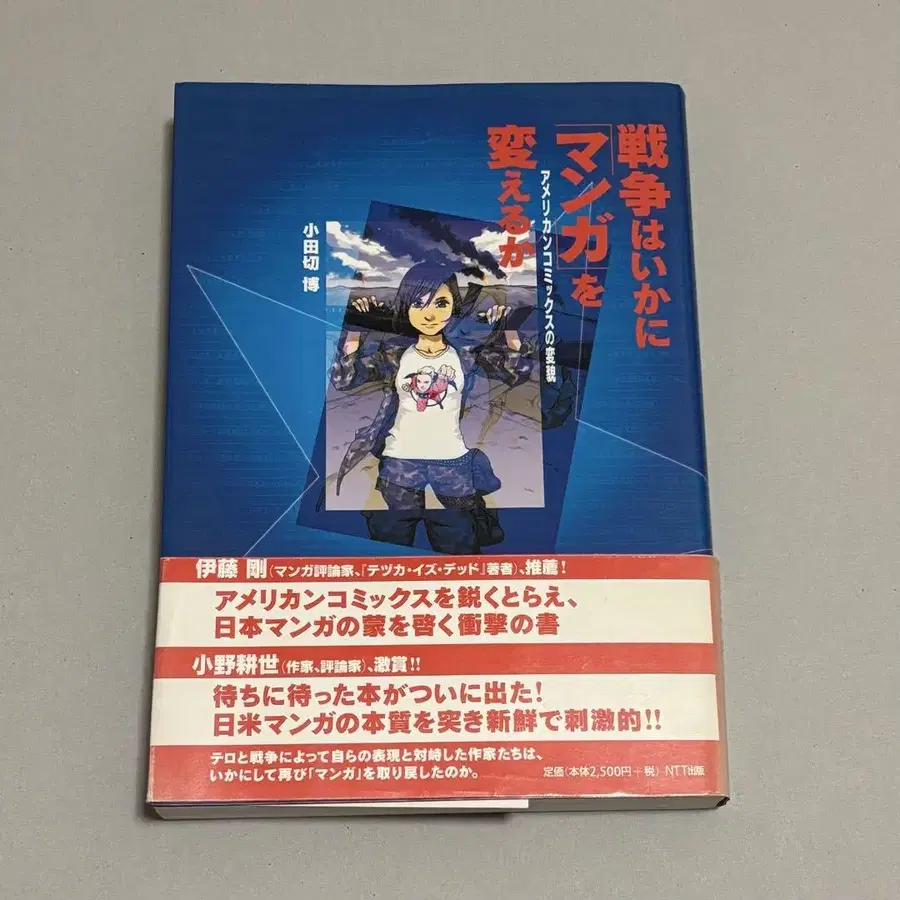 戦争はいかに
「マンガ」を
変えるか
アメリカンコミックスの変貌
小田切 博
伊藤 剛(マンガ評論家、『テヅカ・イズ・デッド』著者)、推薦!
アメリカンコミックスを鋭くとらえ、
日本マンガの蒙を啓く衝撃の書
小野耕世(作家、評論家)、激賞!!
待ちに待った本がついに出た!
日米マンガの本質を突き新鮮で刺激的!!
テロと戦争によって自らの表現と対峙した作家たちは、
いかにして再び「マンガ」を取り戻したのか。
定価(本体2,500円+税) NTT出版